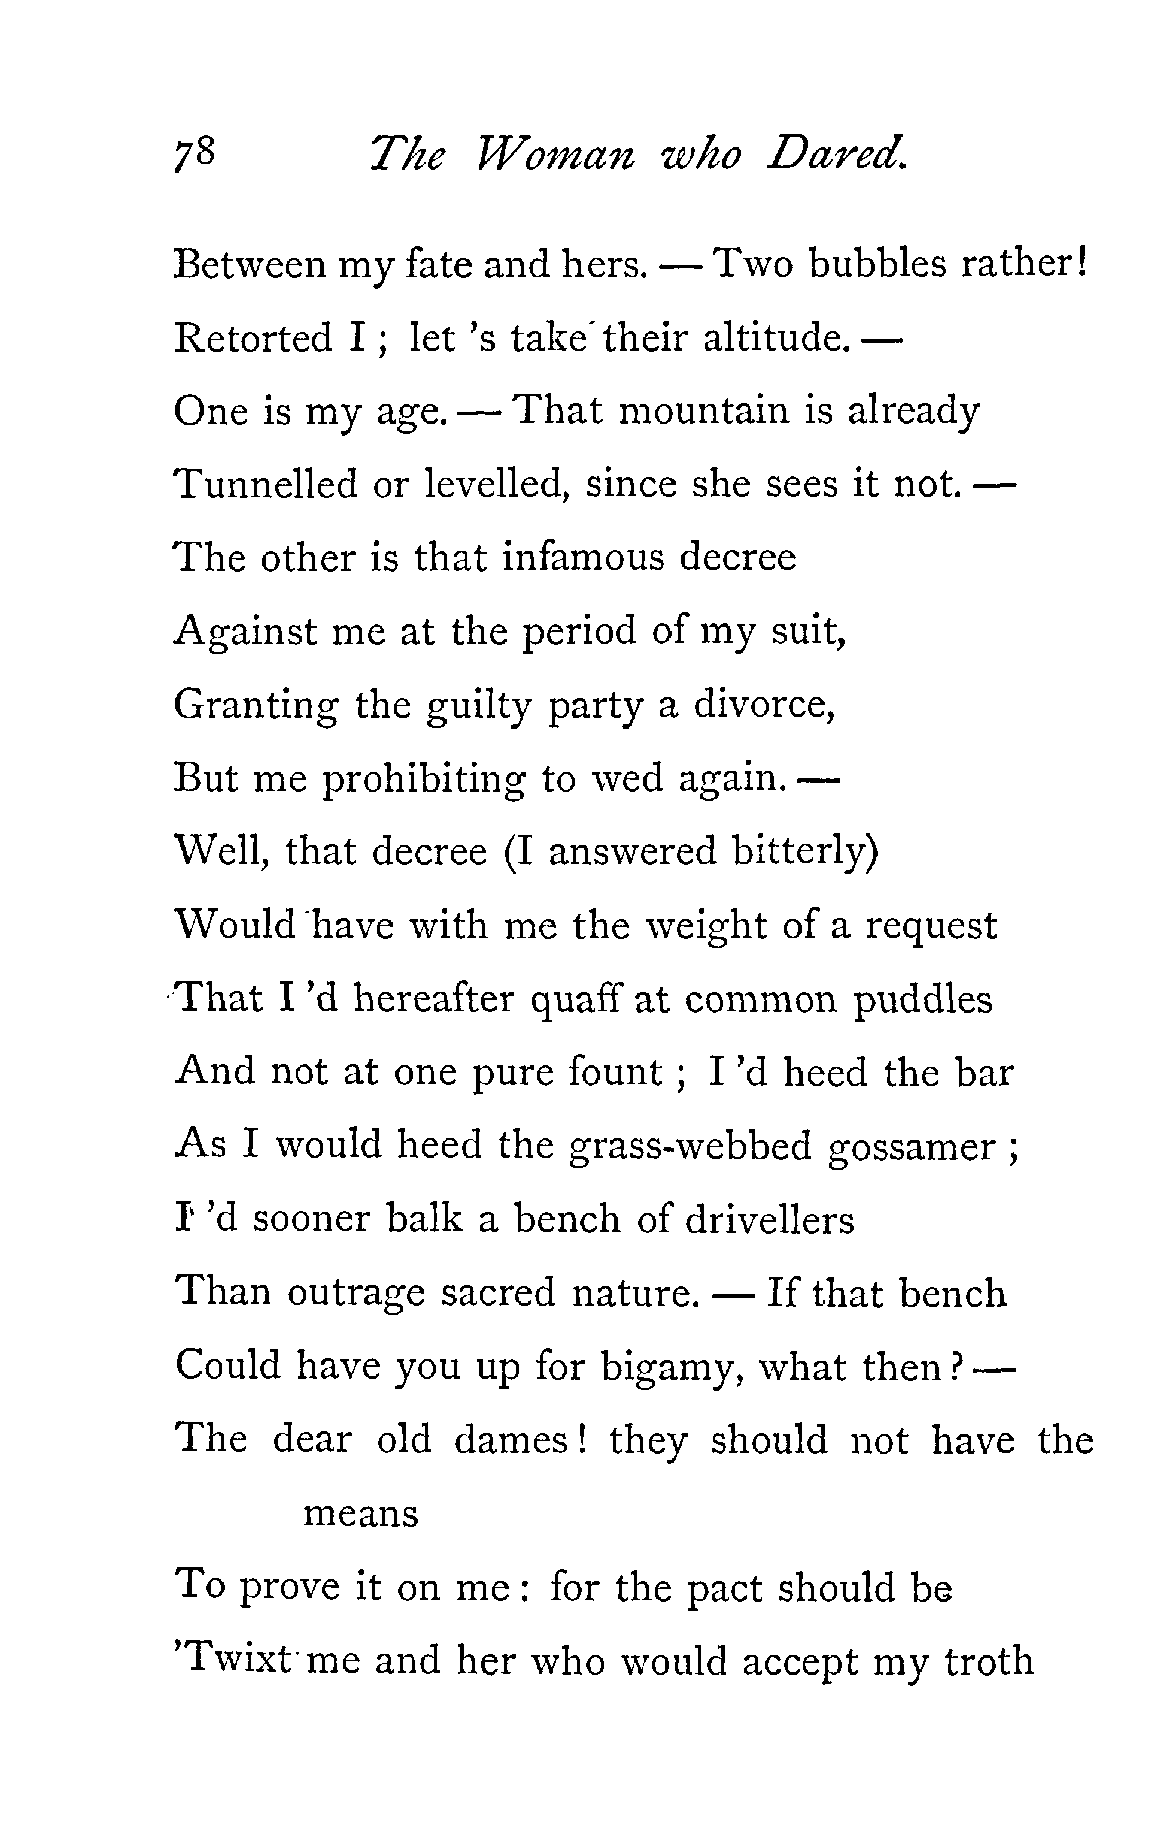 78 The Woman who Dared.
Between my fate and hers. — Two bubbles rather!
Retorted I ; let 's take their altitude. —
One is my age. — That mountain is already
Tunnelled or levelled, since she sees it not. —
The other is that infamous decree
Against me at the period of my suit,
Granting the guilty party a divorce,
But me prohibiting to wed again. —
Well, that decree (I answered bitterly)
Would have with me the weight of a request
That I 'd hereafter quaff at common puddles
And not at one pure fount ; I 'd heed the bar
As I would heed the grass-webbed gossamer ;
I 'd sooner balk a bench of drivellers
Than outrage sacred nature. — If that bench
Could have you up for bigamy, what then ? —
The dear old dames ! they should not have the
means
To prove it on me : for the pact should be
'Twixt me and her who would accept my troth